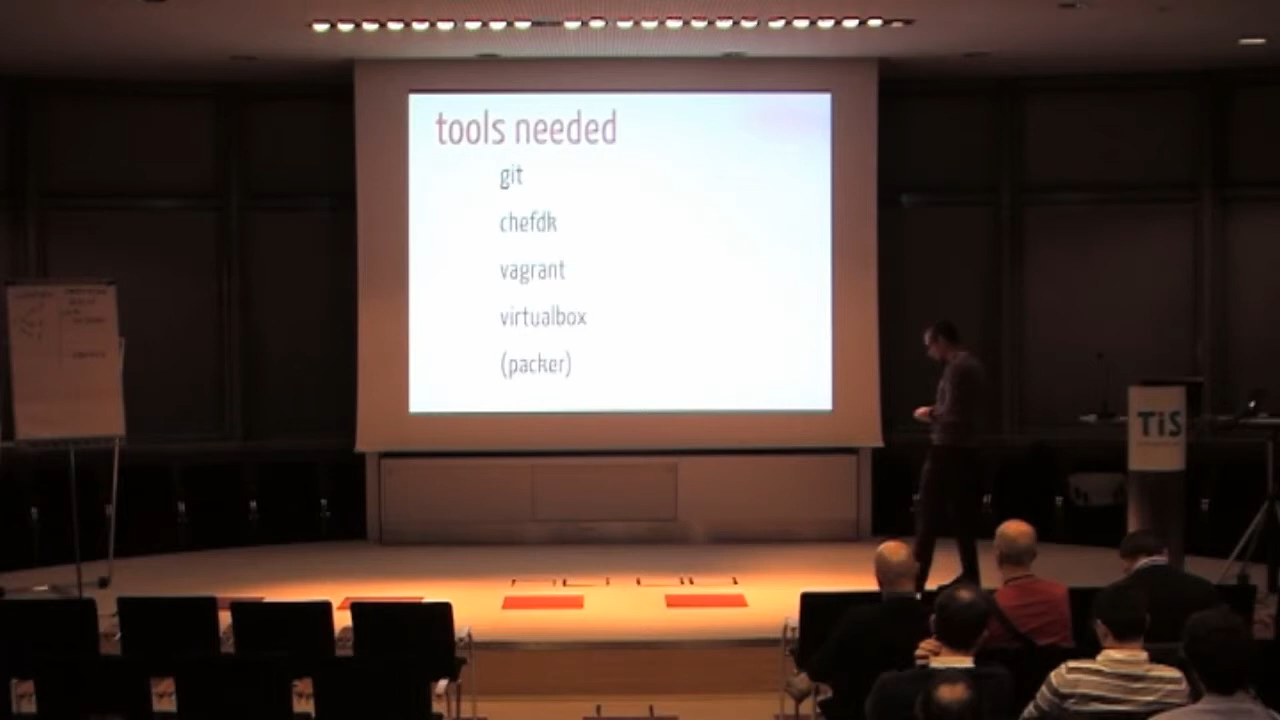 tools needed
git
chefdk
vagrant
virtualbox
(packer)
TiS